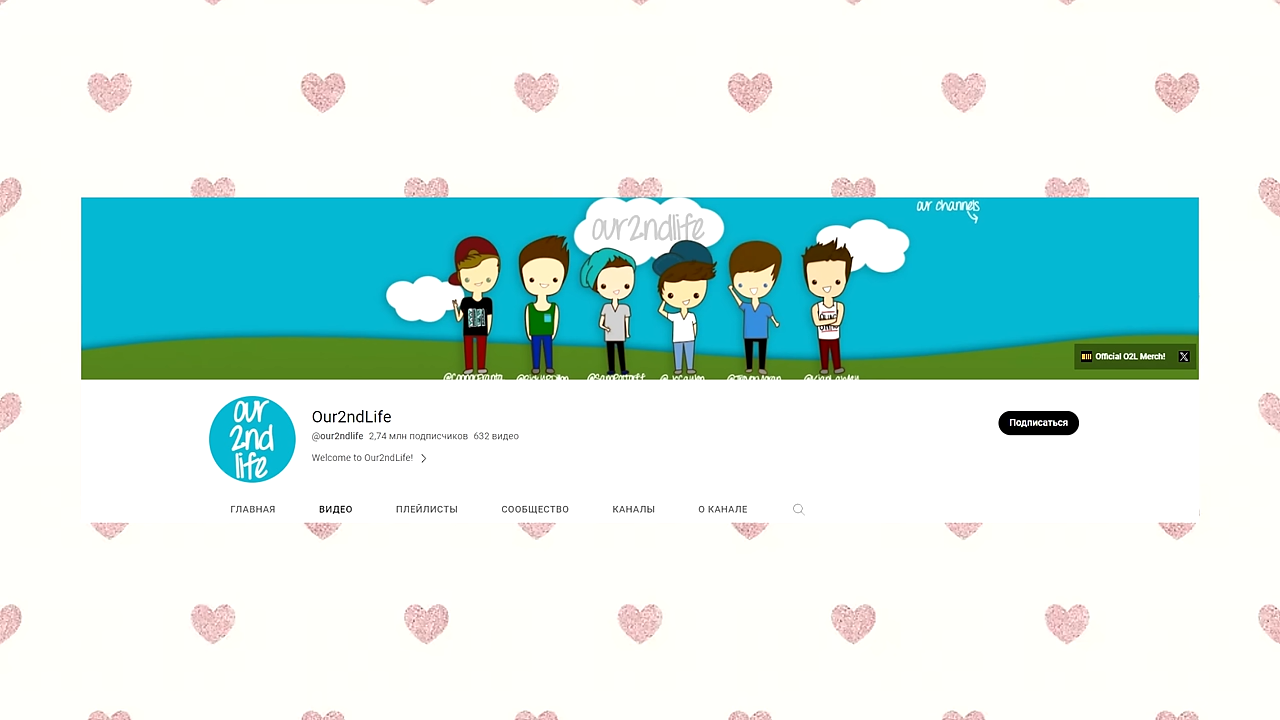 our channels
our2ndlife
Official O2L Merch!
our
2nd
life
Our2ndLife
@our2ndlife 2,74 млн подписчиков 632 видео
Подписаться
Welcome to Our2ndLife!
ГЛАВНАЯ ВИДЕО ПЛЕЙЛИСТЫ СООБЩЕСТВО КАНАЛЫ О КАНАЛЕ